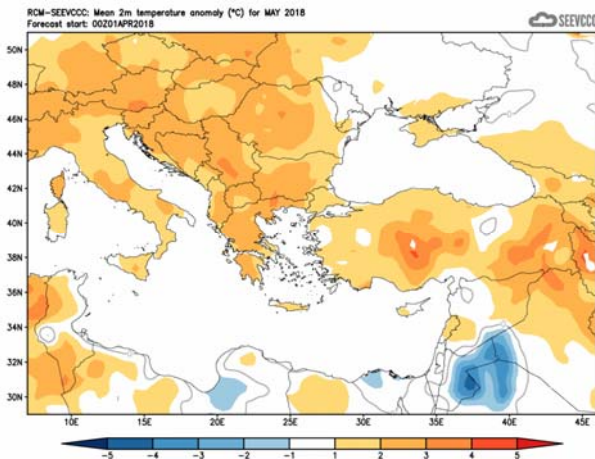 RCM-SEEVCCC: Mean 2m temperature anomaly (°C) for MAY 2018
Forecast start: 00Z01APR2018
SEEVCCC
50N
48N
46N
44N
42N
40N
38N
36N
34N
32N
30N
10E 15E 20E 25E 30E 35E 40E 45E
-5 -4 -3 -2 -1 1 2 3 4 5